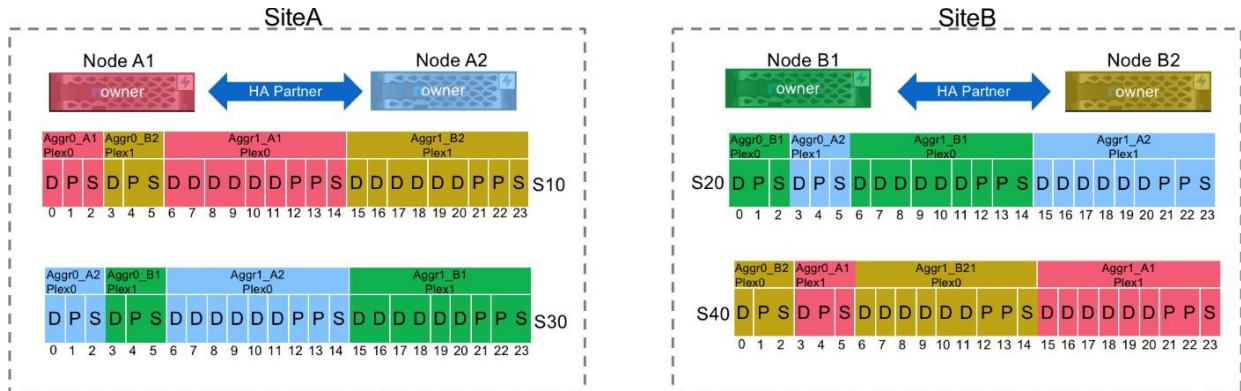 SiteA
Node A1
Node A2
owner
HA Partner
owner
Aggr0_A1 Aggr0_B2 Aggr1_A1 Aggr1_B2
Plex0 Plex1 Plex0 Plex1
D P S D P S D D D D D D P P S D D D D D D P P S S10
0 1 2 3 4 5 6 7 8 9 10 11 12 13 14 15 16 17 18 19 20 21 22 23
Aggr0_A2 Aggr0_B1 Aggr1_A2 Aggr1_B1
Plex0 Plex1 Plex0 Plex1
D P S D P S D D D D D D P P S D D D D D D P P S S30
0 1 2 3 4 5 6 7 8 9 10 11 12 13 14 15 16 17 18 19 20 21 22 23
SiteB
Node B1
Node B2
owner
HA Partner
owner
Aggr0_B1 Aggr0_A2 Aggr1_B1 Aggr1_A2
Plex0 Plex1 Plex0 Plex1
S20 D P S D P S D D D D D D P P S D D D D D D P P S
0 1 2 3 4 5 6 7 8 9 10 11 12 13 14 15 16 17 18 19 20 21 22 23
Aggr0_B2 Aggr0_A1 Aggr1_B21 Aggr1_A1
Plex0 Plex1 Plex0 Plex1
S40 D P S D P S D D D D D D P P S D D D D D D P P S
0 1 2 3 4 5 6 7 8 9 10 11 12 13 14 15 16 17 18 19 20 21 22 23